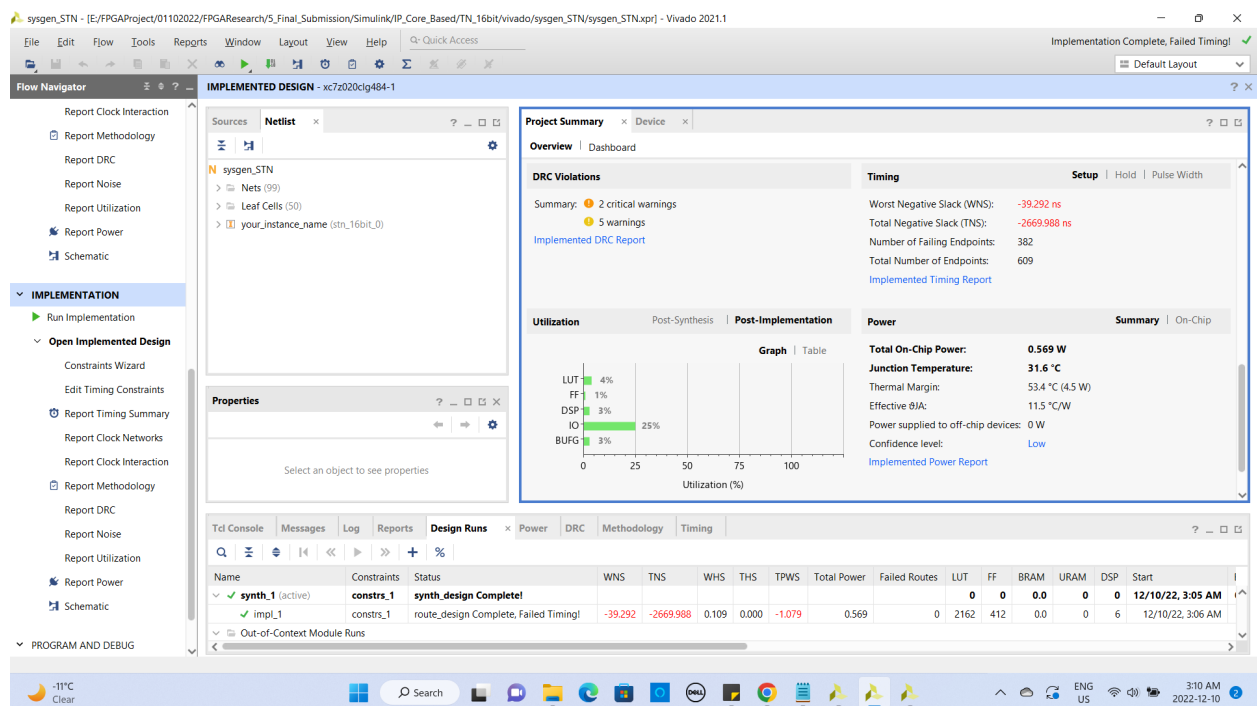 sysgen_STN - [E:/FPGAProject/01102022/FPGAResearch/5_Final_Submission/Simulink/IP_Core_Based/TN_16bit/vivado/sysgen_STN/sysgen_STN.xpr] - Vivado 2021.1
File Edit Flow Tools Reports Window Layout View Help Q- Quick Access Implementation Complete, Failed Timing!
Default Layout
Flow Navigator
IMPLEMENTED DESIGN - xc7z020clg484-1
Report Clock Interaction
Report Methodology
Report DRC
Report Noise
Report Utilization
Report Power
Schematic
IMPLEMENTATION
Run Implementation
Open Implemented Design
Constraints Wizard
Edit Timing Constraints
Report Timing Summary
Report Clock Networks
Report Clock Interaction
Report Methodology
Report DRC
Report Noise
Report Utilization
Report Power
Schematic
PROGRAM AND DEBUG
Sources Netlist
N sysgen_STN
Nets (99)
Leaf Cells (50)
your_instance_name (stn_16bit_0)
Properties
Select an object to see properties
Project Summary Device
Overview Dashboard
DRC Violations
Summary: 2 critical warnings
5 warnings
Implemented DRC Report
Timing Setup Hold Pulse Width
Worst Negative Slack (WNS): -39.292 ns
Total Negative Slack (TNS): -2669.988 ns
Number of Failing Endpoints: 382
Total Number of Endpoints: 609
Implemented Timing Report
Utilization Post-Synthesis Post-Implementation
Graph Table
LUT 4%
FF 1%
DSP 3%
IO 25%
BUFG 3%
0 25 50 75 100
Utilization (%)
Power Summary On-Chip
Total On-Chip Power: 0.569 W
Junction Temperature: 31.6 °C
Thermal Margin: 53.4 °C (4.5 W)
Effective ϑJA: 11.5 °C/W
Power supplied to off-chip devices: 0 W
Confidence level: Low
Implemented Power Report
Tcl Console Messages Log Reports Design Runs Power DRC Methodology Timing
Name Constraints Status WNS TNS WHS THS TPWS Total Power Failed Routes LUT FF BRAM URAM DSP Start
synth_1 (active) constrs_1 synth_design Complete! 0 0 0.0 0 0 12/10/22, 3:05 AM
impl_1 constrs_1 route_design Complete, Failed Timing! -39.292 -2669.988 0.109 0.000 -1.079 0.569 0 2162 412 0.0 0 6 12/10/22, 3:06 AM
Out-of-Context Module Runs
-11°C
Clear
Search
DELL
ENG
US
3:10 AM
2022-12-10
2